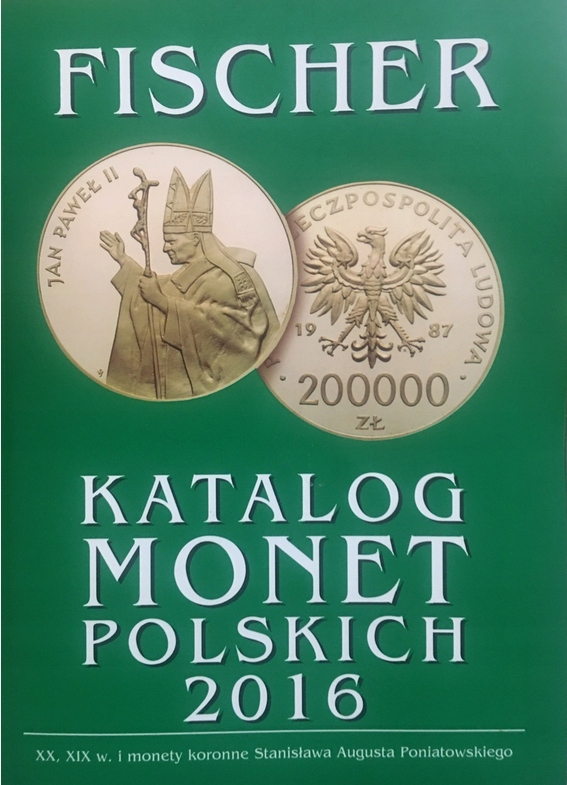 FISCHER
JAN PAWEŁ II
RZECZPOSPOLITA LUDOWA
19 87
200000
ZŁ
KATALOG
MONET
POLSKICH
2016
XX, XIX w. i monety koronne Stanisława Augusta Poniatowskiego